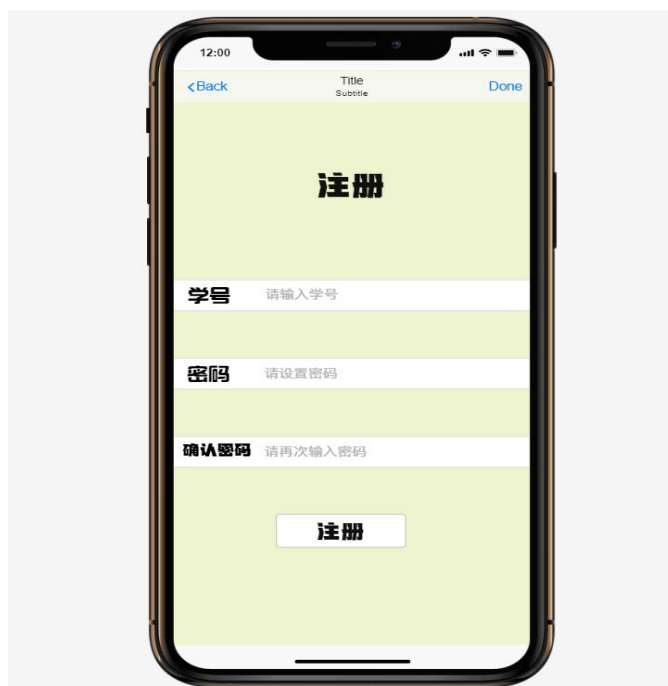 12:00
Back Title Done
Subtitle
注册
学号 请输入学号
密码 请设置密码
确认密码 请再次输入密码
注册